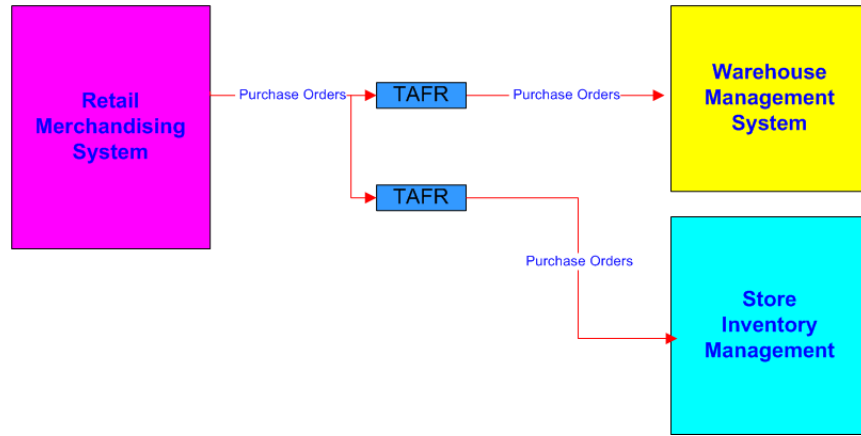 Retail
Merchandising
System
Purchase Orders
TAFR
Purchase Orders
Warehouse
Management
System
TAFR
Purchase Orders
Store
Inventory
Management